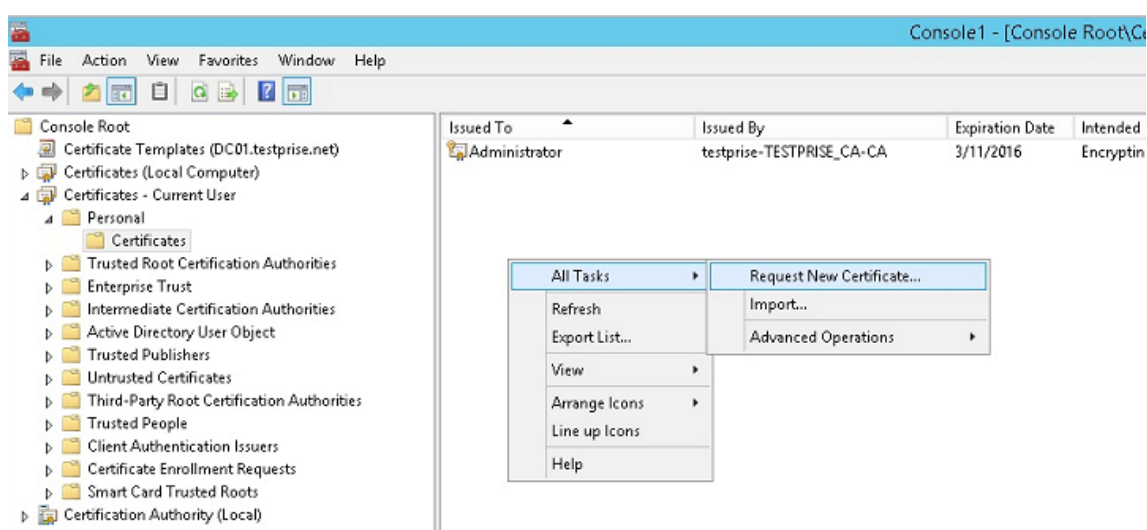 Console1 - [Console Root\Ce
File Action View Favorites Window Help
Console Root
Certificate Templates (DC01.testprise.net)
Certificates (Local Computer)
Certificates - Current User
Personal
Certificates
Trusted Root Certification Authorities
Enterprise Trust
Intermediate Certification Authorities
Active Directory User Object
Trusted Publishers
Untrusted Certificates
Third-Party Root Certification Authorities
Trusted People
Client Authentication Issuers
Certificate Enrollment Requests
Smart Card Trusted Roots
Certification Authority (Local)
Issued To Issued By Expiration Date Intended
Administrator testprise-TESTPRISE_CA-CA 3/11/2016 Encryptin
All Tasks
Refresh
Export List...
View
Arrange Icons
Line up Icons
Help
Request New Certificate...
Import...
Advanced Operations